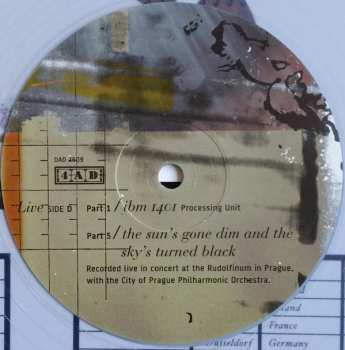 DAD
4AD
Live SIDE D
Part 1 / ibm 1401 Processing Unit
Part 5 / the sun's gone dim and the
sky's turned black
Recorded live in concert at the Rudolfinum in Prague,
with the City of Prague Philharmonic Orchestra.
France
Dusseldorf Germany